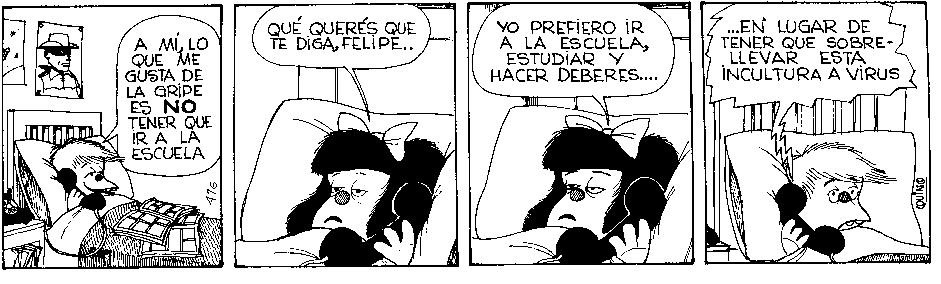 A MÍ, LO
QUE ME
GUSTA DE
LA GRIPE
ES NO
TENER QUE
IR A LA
ESCUELA
176
QUÉ QUERÉS QUE
TE DIGA, FELIPE..
YO PREFIERO IR
A LA ESCUELA,
ESTUDIAR Y
HACER DEBERES....
...EN LUGAR DE
TENER QUE SOBRE-
LLEVAR ESTA
INCULTURA A VIRUS
QUINO